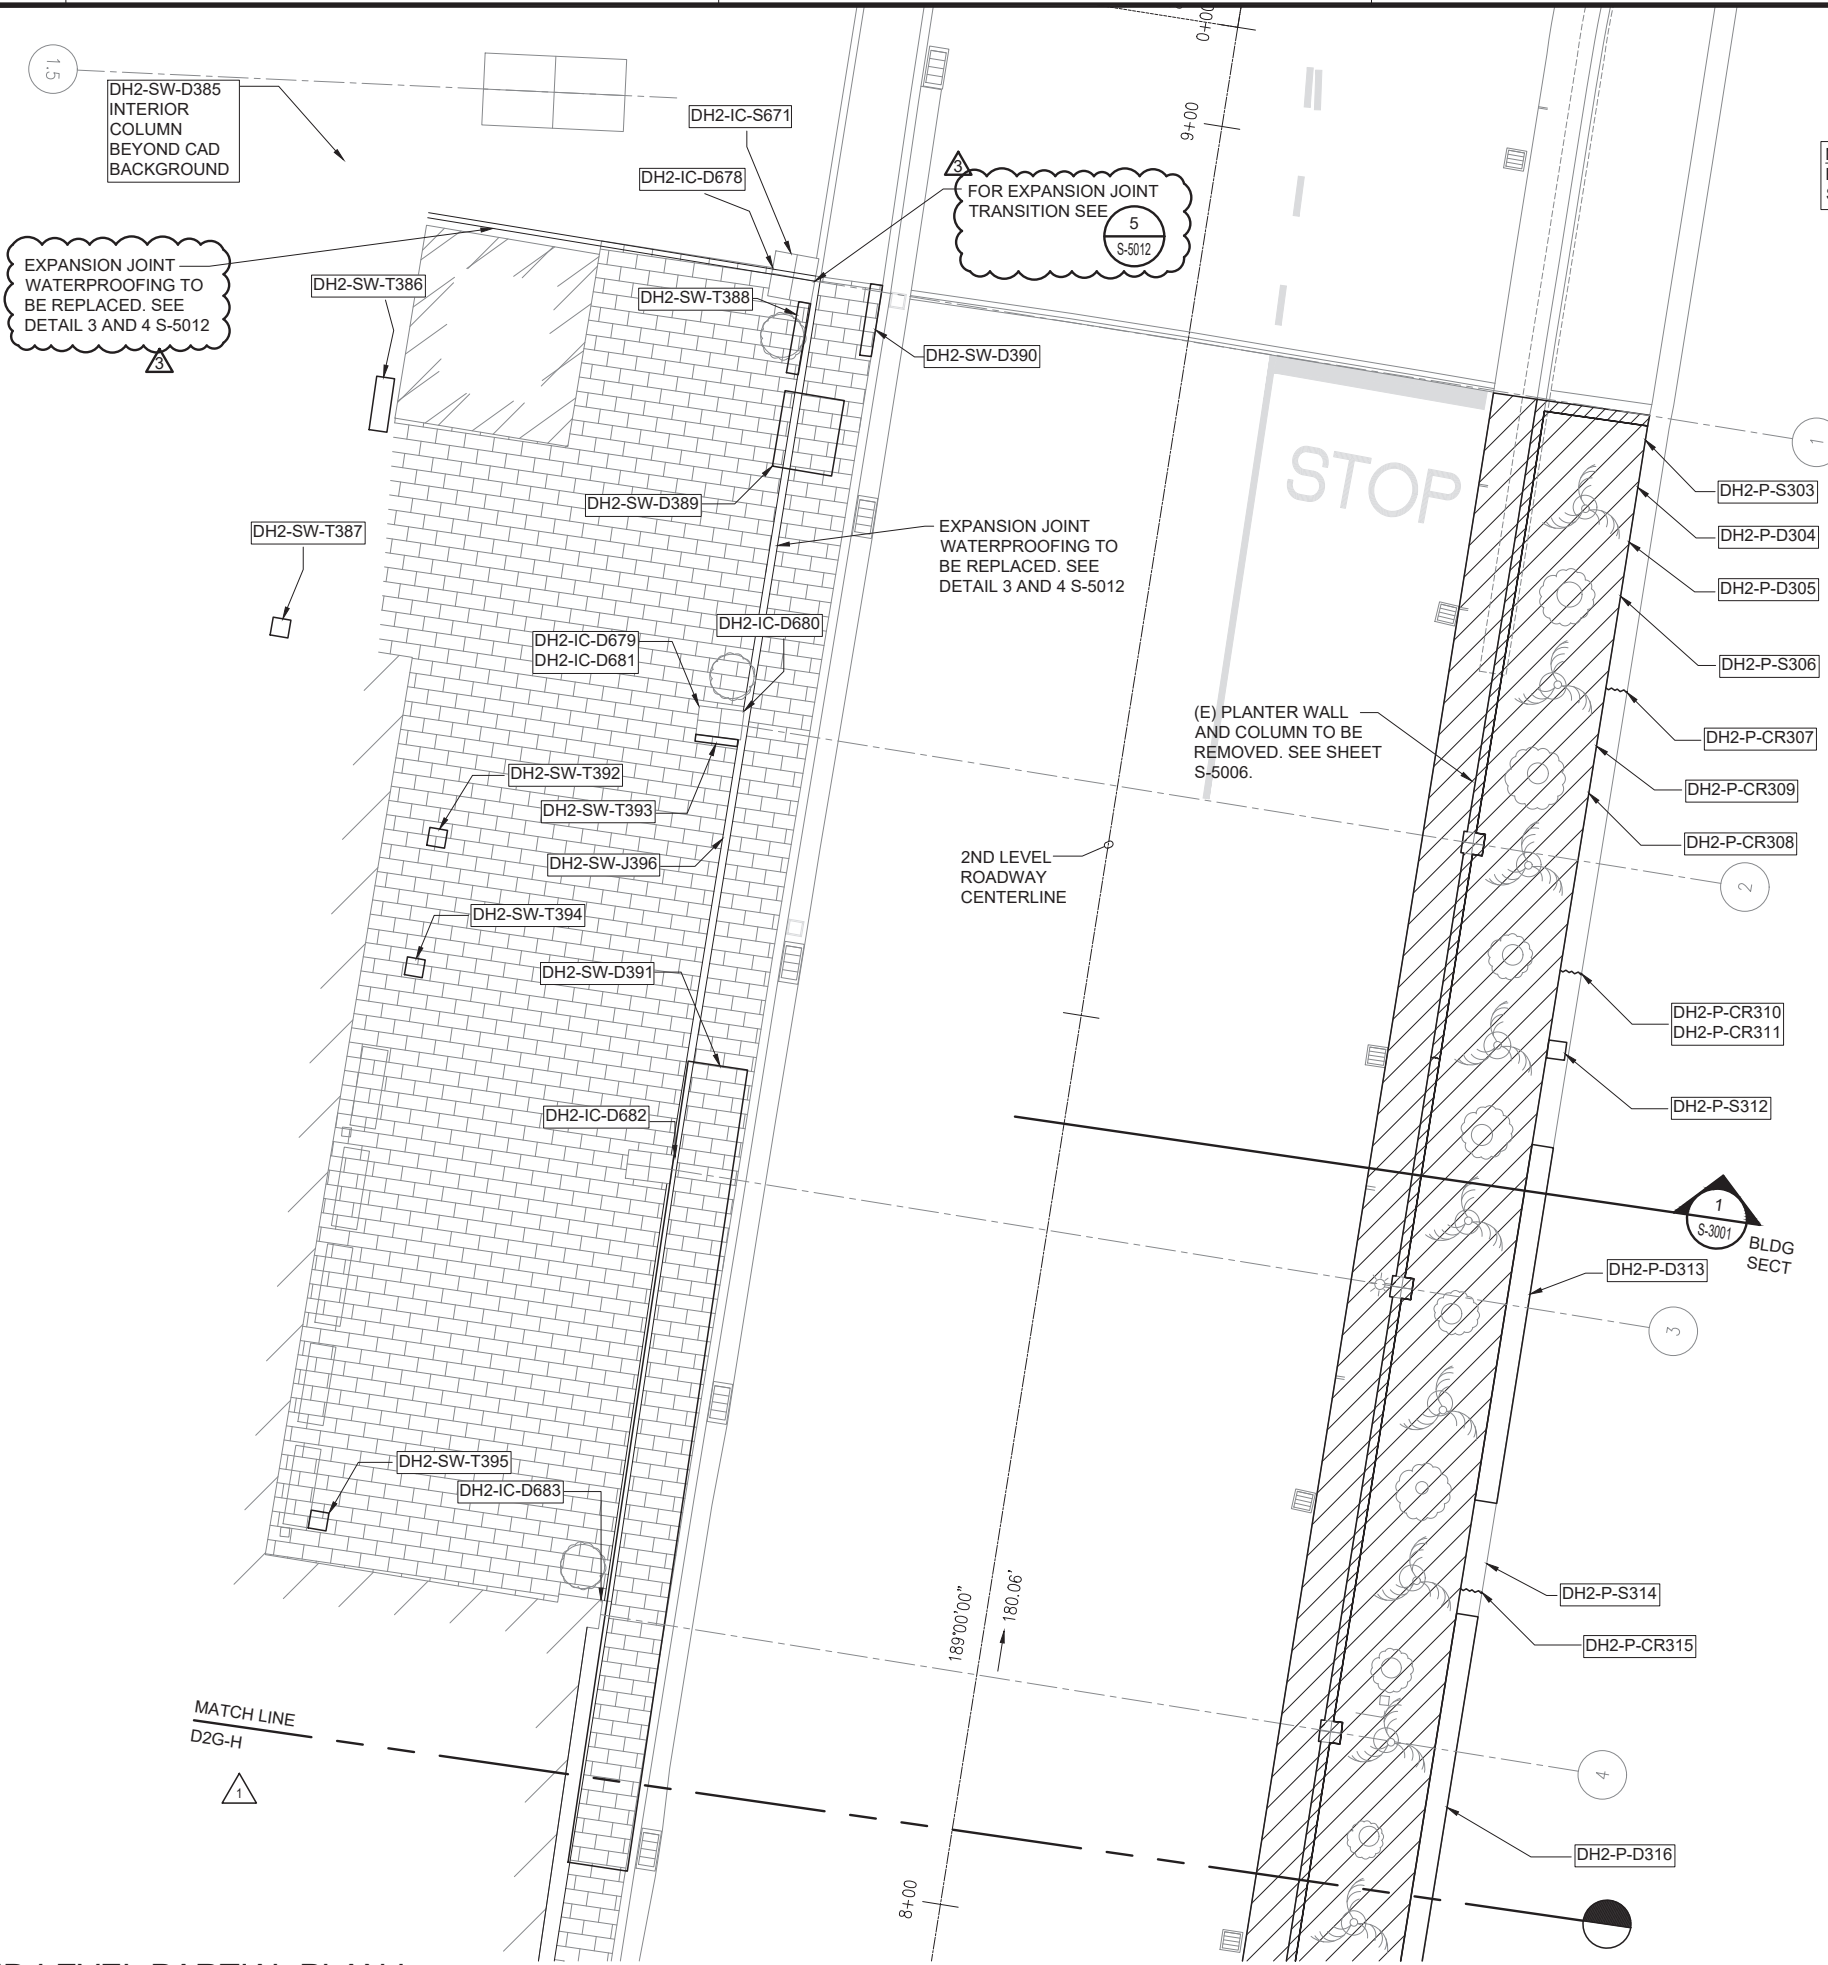 1.5
DH2-SW-D385
INTERIOR
COLUMN
BEYOND CAD
BACKGROUND
DH2-IC-S671
DH2-IC-D678
3
FOR EXPANSION JOINT
TRANSITION SEE
5
S-5012
9+00
EXPANSION JOINT
WATERPROOFING TO
BE REPLACED. SEE
DETAIL 3 AND 4 S-5012
3
DH2-SW-T386
DH2-SW-T388
DH2-SW-D390
STOP
1
DH2-SW-D389
DH2-SW-T387
EXPANSION JOINT
WATERPROOFING TO
BE REPLACED. SEE
DETAIL 3 AND 4 S-5012
DH2-P-S303
DH2-P-D304
DH2-P-D305
DH2-P-S306
DH2-P-CR307
DH2-P-CR309
DH2-P-CR308
DH2-IC-D680
DH2-IC-D679
DH2-IC-D681
(E) PLANTER WALL
AND COLUMN TO BE
REMOVED. SEE SHEET
S-5006.
DH2-SW-T392
DH2-SW-T393
DH2-SW-J396
2ND LEVEL
ROADWAY
CENTERLINE
2
DH2-SW-T394
DH2-SW-D391
DH2-P-CR310
DH2-P-CR311
DH2-P-S312
DH2-IC-D682
1
S-3001
BLDG
SECT
DH2-P-D313
3
DH2-SW-T395
DH2-IC-D683
189°00'00"
180.06'
DH2-P-S314
DH2-P-CR315
MATCH LINE
D2G-H
1
4
DH2-P-D316
8+00